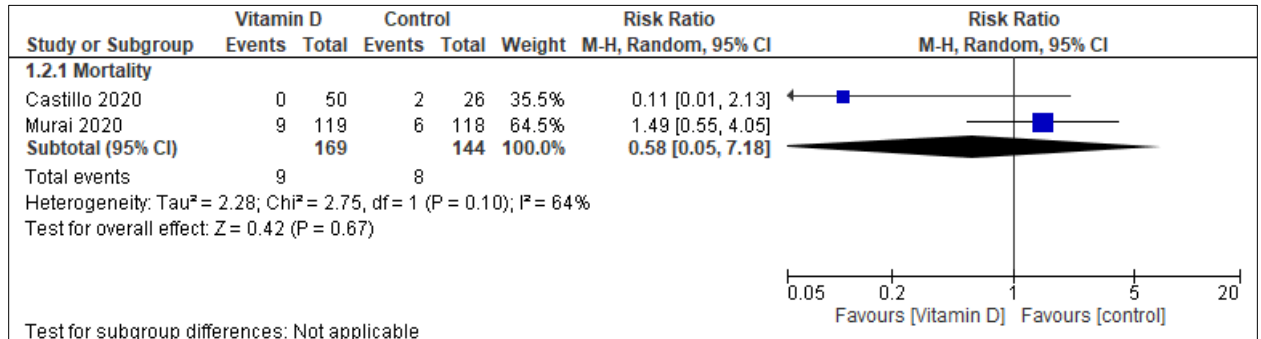 Vitamin D Control Risk Ratio Risk Ratio
Study or Subgroup Events Total Events Total Weight M-H, Random, 95% CI M-H, Random, 95% CI
1.2.1 Mortality
Castillo 2020 0 50 2 26 35.5% 0.11 [0.01, 2.13]
Murai 2020 9 119 6 118 64.5% 1.49 [0.55, 4.05]
Subtotal (95% CI) 169 144 100.0% 0.58 [0.05, 7.18]
Total events 9 8
Heterogeneity: Tau² = 2.28; Chi² = 2.75, df = 1 (P = 0.10); I² = 64%
Test for overall effect: Z = 0.42 (P = 0.67)
0.05 0.2 1 5 20
Favours [Vitamin D] Favours [control]
Test for subgroup differences: Not applicable